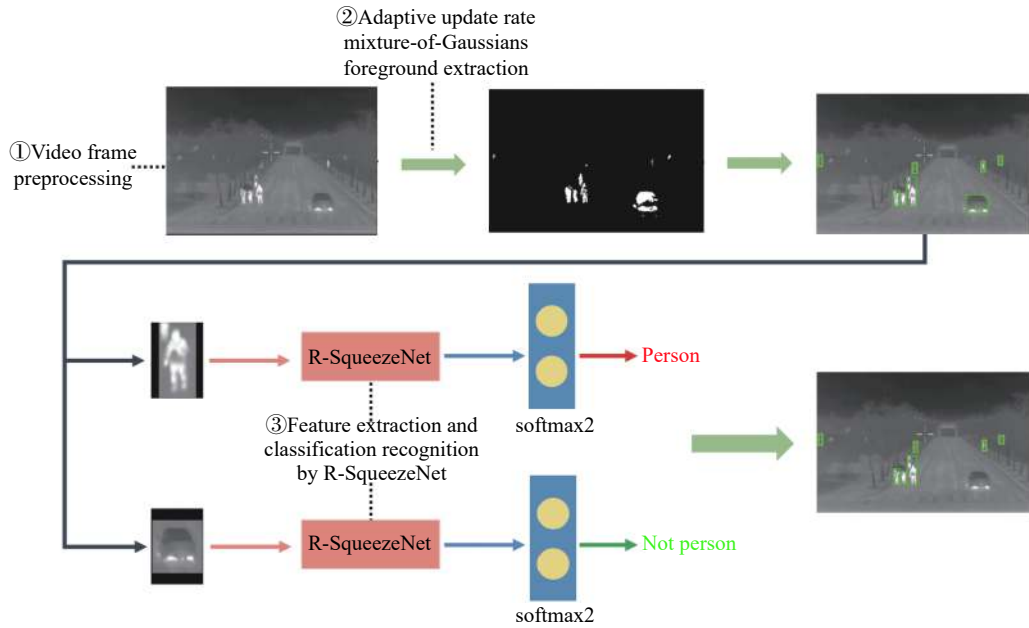 ②Adaptive update rate
mixture-of-Gaussians
foreground extraction
①Video frame
preprocessing
R-SqueezeNet
Person
softmax2
③Feature extraction and
classification recognition
by R-SqueezeNet
R-SqueezeNet
Not person
softmax2